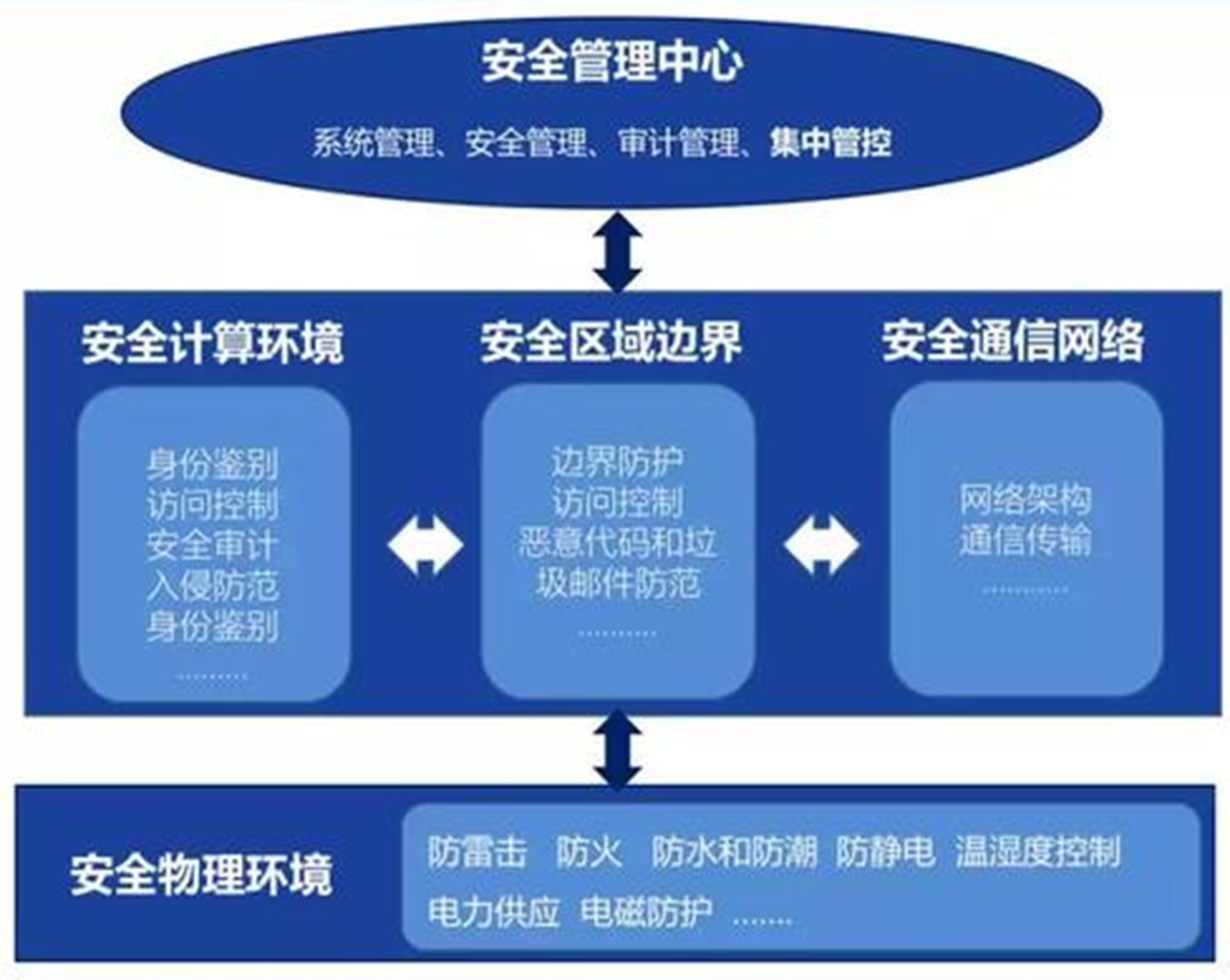 安全管理中心
系统管理、安全管理、审计管理、集中管控
安全计算环境
身份鉴别
访问控制
安全审计
入侵防范
身份鉴别
.........
安全区域边界
边界防护
访问控制
恶意代码和垃
圾邮件防范
..........
安全通信网络
网络架构
通信传输
...........
安全物理环境
防雷击 防火 防水和防潮 防静电 温湿度控制
电力供应 电磁防护 .......